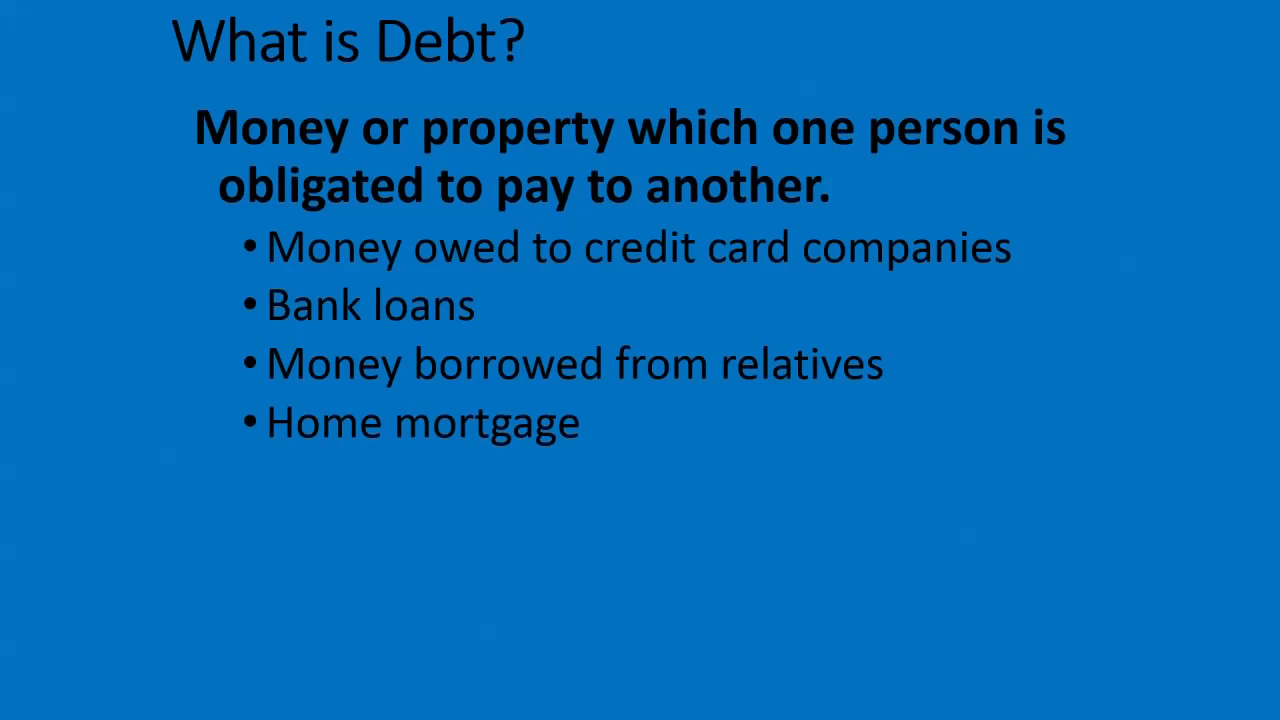 What is Debt?
Money or property which one person is
obligated to pay to another.
• Money owed to credit card companies
• Bank loans
• Money borrowed from relatives
• Home mortgage